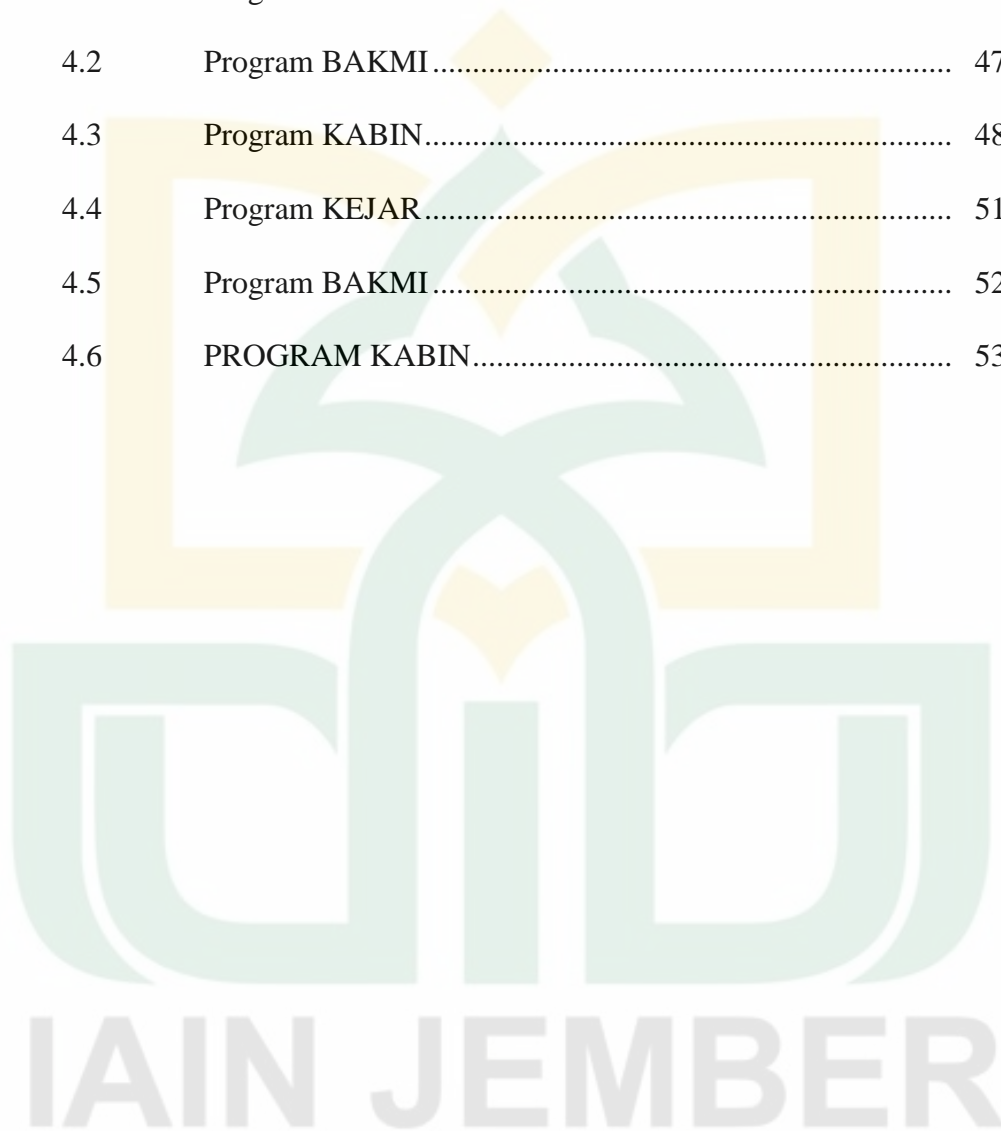 4.2 Program BAKMI ................................................................ 47
4.3 Program KABIN ................................................................. 48
4.4 Program KEJAR ................................................................. 51
4.5 Program BAKMI ................................................................ 52
4.6 PROGRAM KABIN ........................................................... 53
IAIN JEMBER